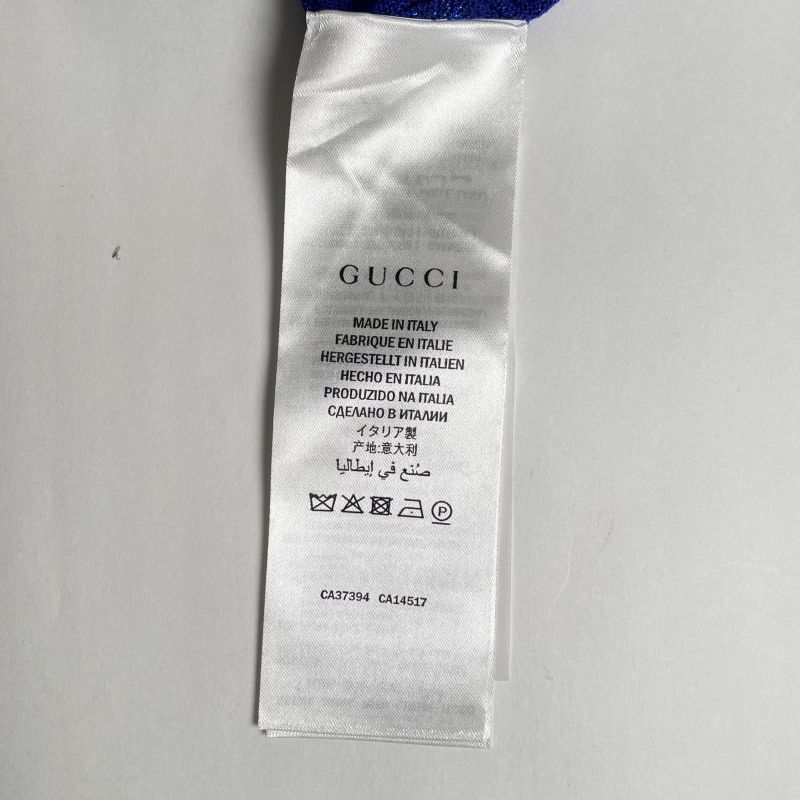 GUCCI
MADE IN ITALY
FABRIQUE EN ITALIE
HERGESTELLT IN ITALIEN
HECHO EN ITALIA
PRODUZIDO NA ITALIA
СДЕЛАНО В ИТАЛИИ
イタリア製
产地:意大利
صُنع في إيطاليا
P
CA37394 CA14517